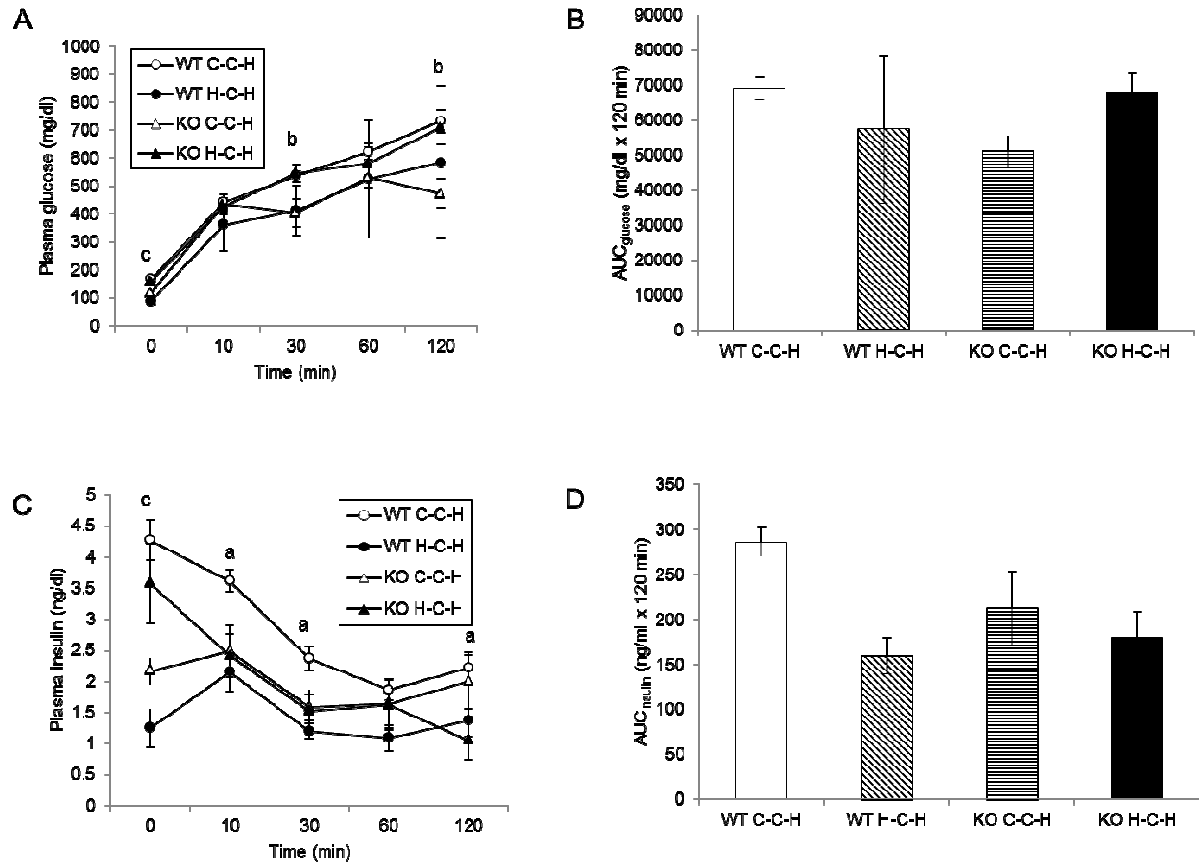 A
1000
900
800
700
600
500
400
300
200
100
0
Plasma glucose (mg/dl)
WT C-C-H
WT H-C-H
KO C-C-H
KO H-C-H
c
b
b
0 10 30 60 120
Time (min)
B
90000
80000
70000
60000
50000
40000
30000
20000
10000
0
AUCglucose (mg/dl x 120 min)
WT C-C-H WT H-C-H KO C-C-H KO H-C-H
C
5
4.5
4
3.5
3
2.5
2
1.5
1
0.5
0
Plasma Insulin (ng/dl)
WT C-C-H
WT H-C-H
KO C-C-H
KO H-C-H
c
a
a
a
0 10 30 60 120
Time (min)
D
350
300
250
200
150
100
50
0
AUCinsulin (ng/ml x 120 min)
WT C-C-H WT H-C-H KO C-C-H KO H-C-H